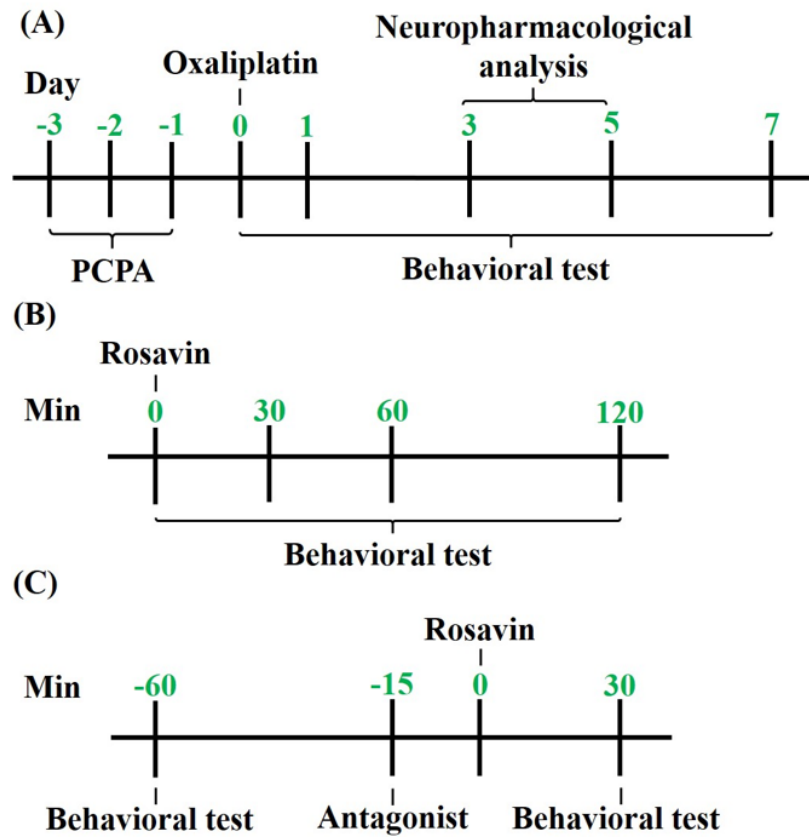 (A)
Neuropharmacological
analysis
Oxaliplatin
Day
-3 -2 -1 0 1 3 5 7
PCPA
Behavioral test
(B)
Rosavin
Min 0 30 60 120
Behavioral test
(C)
Rosavin
Min -60 -15 0 30
Behavioral test Antagonist Behavioral test